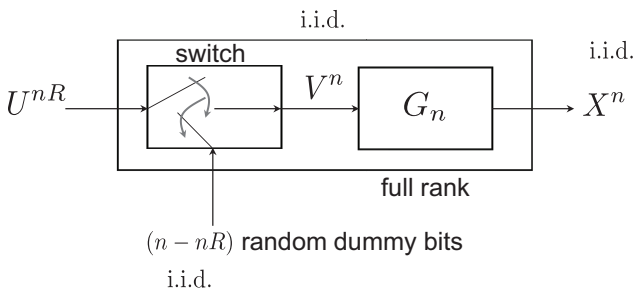 i.i.d.
switch
i.i.d.
U^{nR}
V^n
G_n
X^n
full rank
(n − nR) random dummy bits
i.i.d.